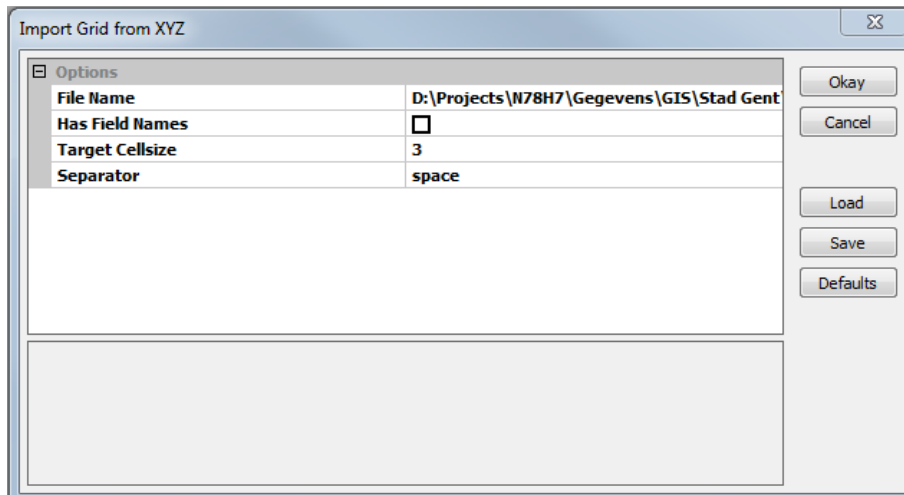 Import Grid from XYZ
Options
File Name D:\Projects\N78H7\Gegevens\GIS\Stad Gent\
Has Field Names
Target Cellsize 3
Separator space
Okay
Cancel
Load
Save
Defaults